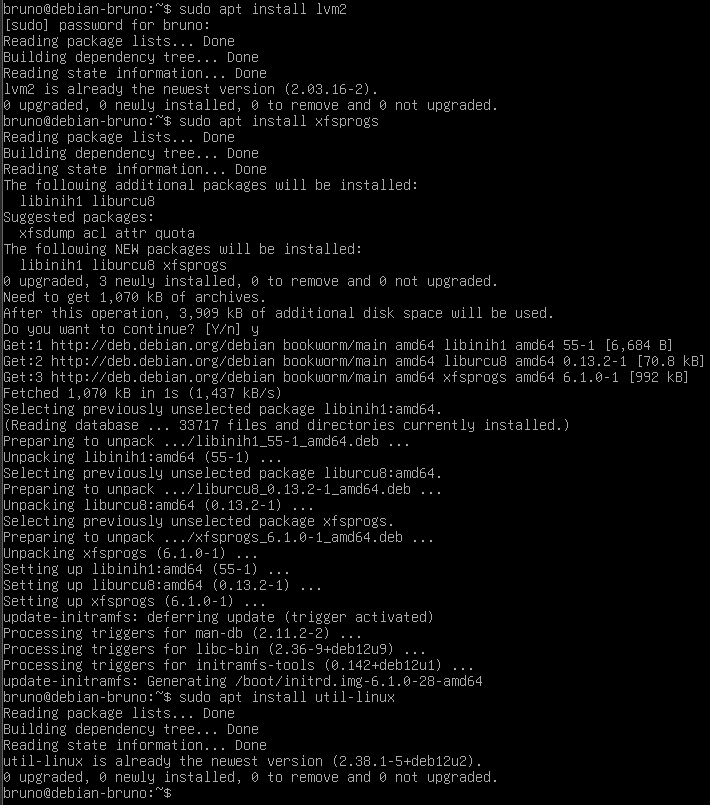 bruno@debian-bruno:~$ sudo apt install lvm2
[sudo] password for bruno:
Reading package lists... Done
Building dependency tree... Done
Reading state information... Done
lvm2 is already the newest version (2.03.16-2).
0 upgraded, 0 newly installed, 0 to remove and 0 not upgraded.
bruno@debian-bruno:~$ sudo apt install xfsprogs
Reading package lists... Done
Building dependency tree... Done
Reading state information... Done
The following additional packages will be installed:
  libinih1 liburcu8
Suggested packages:
  xfsdump acl attr quota
The following NEW packages will be installed:
  libinih1 liburcu8 xfsprogs
0 upgraded, 3 newly installed, 0 to remove and 0 not upgraded.
Need to get 1,070 kB of archives.
After this operation, 3,909 kB of additional disk space will be used.
Do you want to continue? [Y/n] y
Get:1 http://deb.debian.org/debian bookworm/main amd64 libinih1 amd64 55-1 [6,684 B]
Get:2 http://deb.debian.org/debian bookworm/main amd64 liburcu8 amd64 0.13.2-1 [70.8 kB]
Get:3 http://deb.debian.org/debian bookworm/main amd64 xfsprogs amd64 6.1.0-1 [992 kB]
Fetched 1,070 kB in 1s (1,437 kB/s)
Selecting previously unselected package libinih1:amd64.
(Reading database ... 33717 files and directories currently installed.)
Preparing to unpack .../libinih1_55-1_amd64.deb ...
Unpacking libinih1:amd64 (55-1) ...
Selecting previously unselected package liburcu8:amd64.
Preparing to unpack .../liburcu8_0.13.2-1_amd64.deb ...
Unpacking liburcu8:amd64 (0.13.2-1) ...
Selecting previously unselected package xfsprogs.
Preparing to unpack .../xfsprogs_6.1.0-1_amd64.deb ...
Unpacking xfsprogs (6.1.0-1) ...
Setting up libinih1:amd64 (55-1) ...
Setting up liburcu8:amd64 (0.13.2-1) ...
Setting up xfsprogs (6.1.0-1) ...
update-initramfs: deferring update (trigger activated)
Processing triggers for man-db (2.11.2-2) ...
Processing triggers for libc-bin (2.36-9+deb12u9) ...
Processing triggers for initramfs-tools (0.142+deb12u1) ...
update-initramfs: Generating /boot/initrd.img-6.1.0-28-amd64
bruno@debian-bruno:~$ sudo apt install util-linux
Reading package lists... Done
Building dependency tree... Done
Reading state information... Done
util-linux is already the newest version (2.38.1-5+deb12u2).
0 upgraded, 0 newly installed, 0 to remove and 0 not upgraded.
bruno@debian-bruno:~$